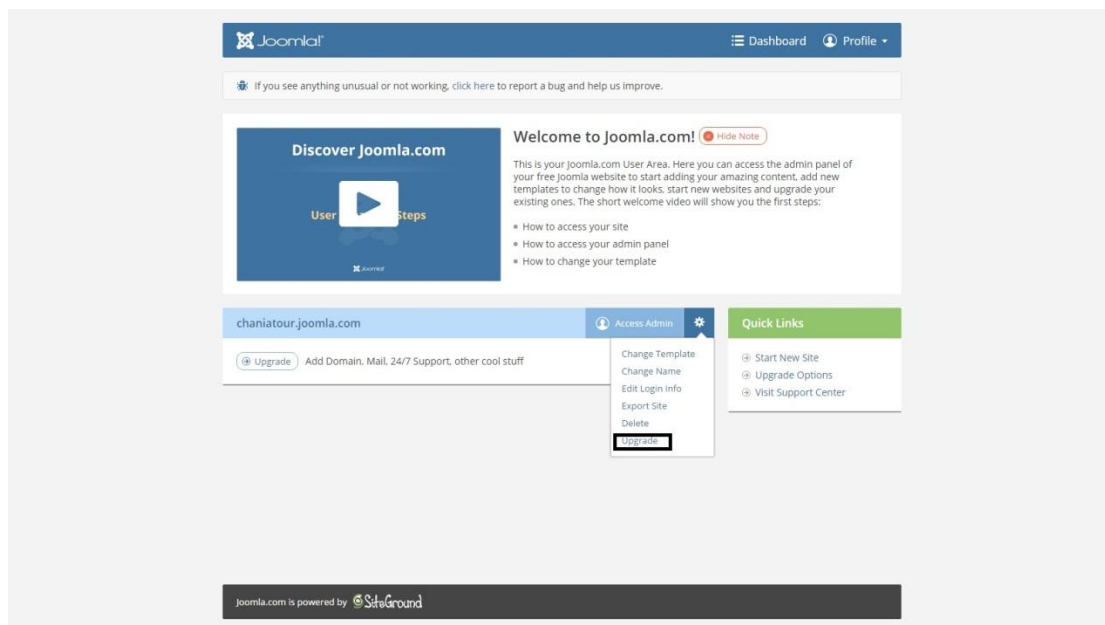 Joomla!
Dashboard
Profile
If you see anything unusual or not working, click here to report a bug and help us improve.
Discover Joomla.com
User Steps
Joomla!
Welcome to Joomla.com!
Hide Note
This is your Joomla.com User Area. Here you can access the admin panel of
your free Joomla website to start adding your amazing content, add new
templates to change how it looks, start new websites and upgrade your
existing ones. The short welcome video will show you the first steps:
How to access your site
How to access your admin panel
How to change your template
chaniatour.joomla.com
Access Admin
Upgrade
Add Domain, Mail, 24/7 Support, other cool stuff
Change Template
Change Name
Edit Login Info
Export Site
Delete
Upgrade
Quick Links
Start New Site
Upgrade Options
Visit Support Center
Joomla.com is powered by SiteGround